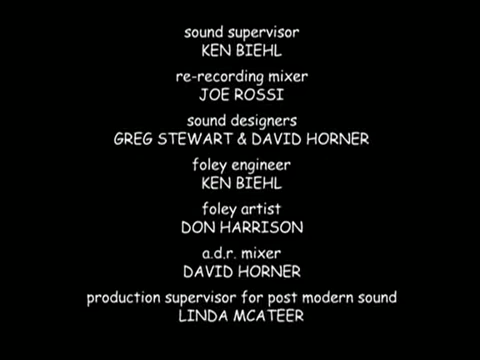 sound supervisor
KEN BIEHL
re-recording mixer
JOE ROSSI
sound designers
GREG STEWART & DAVID HORNER
foley engineer
KEN BIEHL
foley artist
DON HARRISON
a.d.r. mixer
DAVID HORNER
production supervisor for post modern sound
LINDA MCATEER